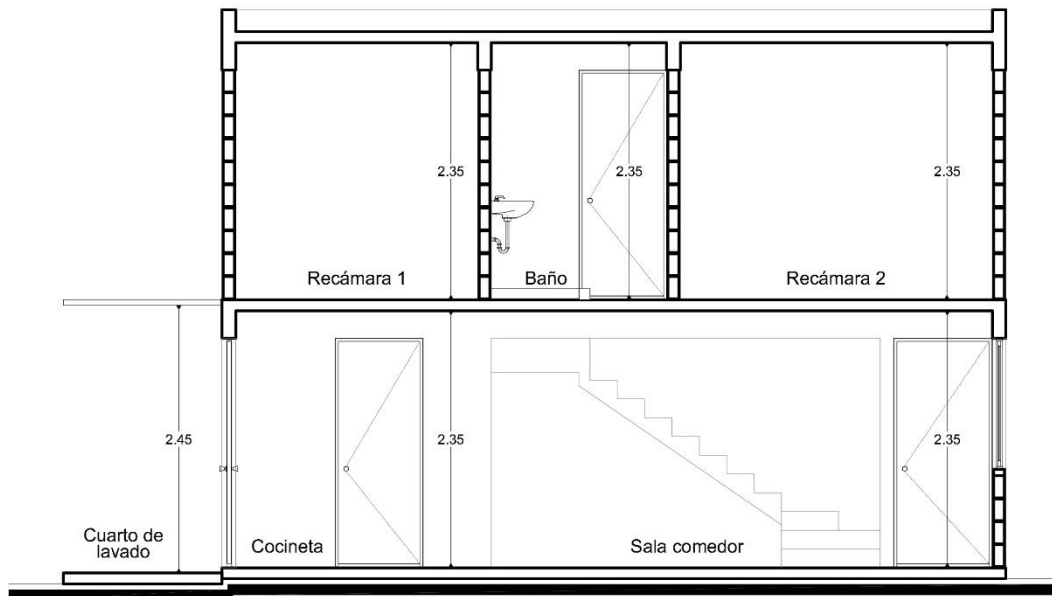 2.35
2.35
2.35
Recámara 1
Baño
Recámara 2
2.45
2.35
2.35
Cuarto de
lavado
Cocineta
Sala comedor